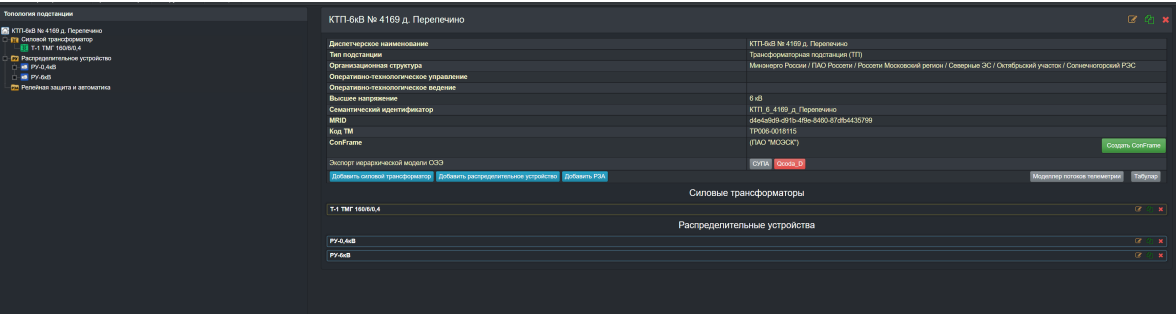 Топология подстанции
КТП-6кВ № 4169 д. Перепечино
Силовой трансформатор
Т-1 ТМГ 160/6/0,4
Распределительное устройство
РУ-0,4кВ
РУ-6кВ
Релейная защита и автоматика
КТП-6кВ № 4169 д. Перепечино
Диспетчерское наименование КТП-6кВ № 4169 д. Перепечино
Тип подстанции Трансформаторная подстанция (ТП)
Организационная структура Минэнерго России / ПАО Россети / Россети Московский регион / Северные ЭС / Октябрьский участок / Солнечногорский РЭС
Оперативно-технологическое управление
Оперативно-технологическое ведение
Высшее напряжение 6 кВ
Семантический идентификатор КТП_6_4169_д_Перепечино
MRID d4e4a9d9-d91b-4f9e-8460-87dfb4435799
Код ТМ TP006-0018115
ConFrame (ПАО "МОЭСК") Создать ConFrame
Экспорт иерархической модели ОЭЭ СУПА Qcoda_D
Добавить силовой трансформатор Добавить распределительное устройство Добавить РЗА Моделлер потоков телеметрии Табуляр
Силовые трансформаторы
Т-1 ТМГ 160/6/0,4
Распределительные устройства
РУ-0,4кВ
РУ-6кВ